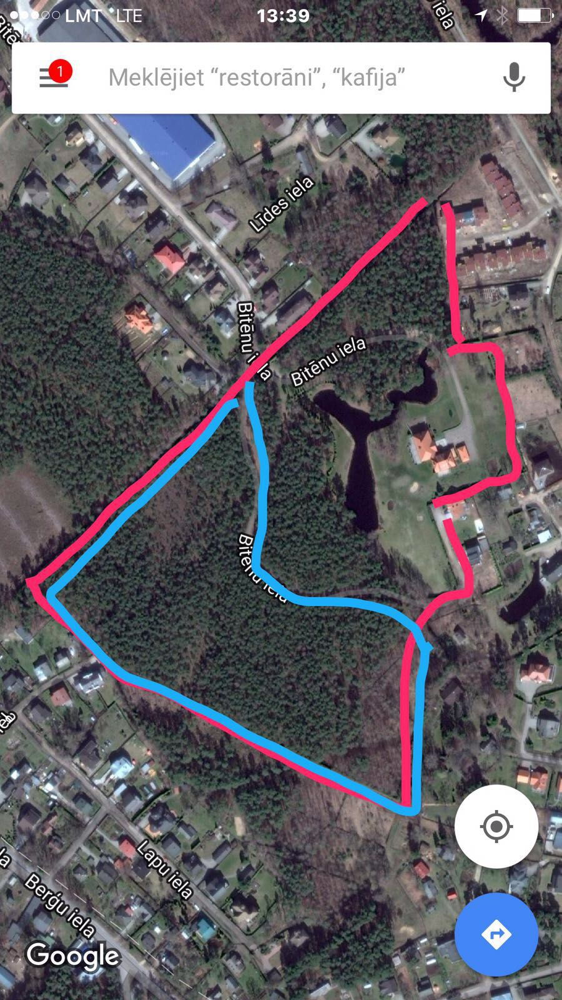 LMT LTE 13:39
iela
1 Meklējiet “restorāni”, “kafija”
Līdes iela
Bitēnu iela
Bitēnu iela
Bitēnu iela
Lapu iela
Berģu iela
Google